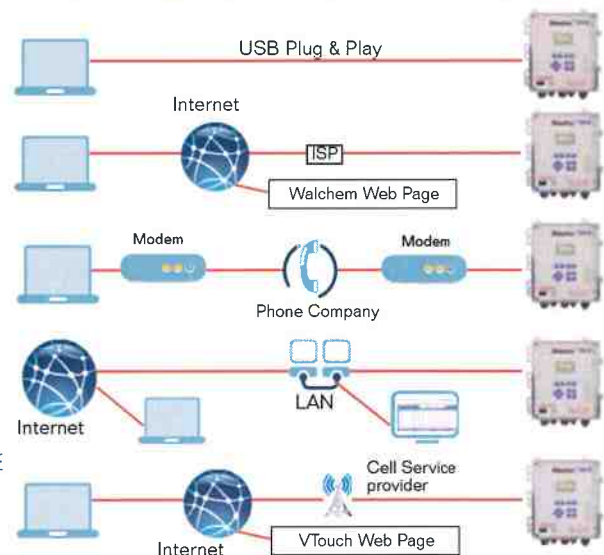 USB Plug & Play
Internet
ISP
Walchem Web Page
Modem
Modem
Phone Company
LAN
Internet
Cell Service
provider
VTouch Web Page
Internet